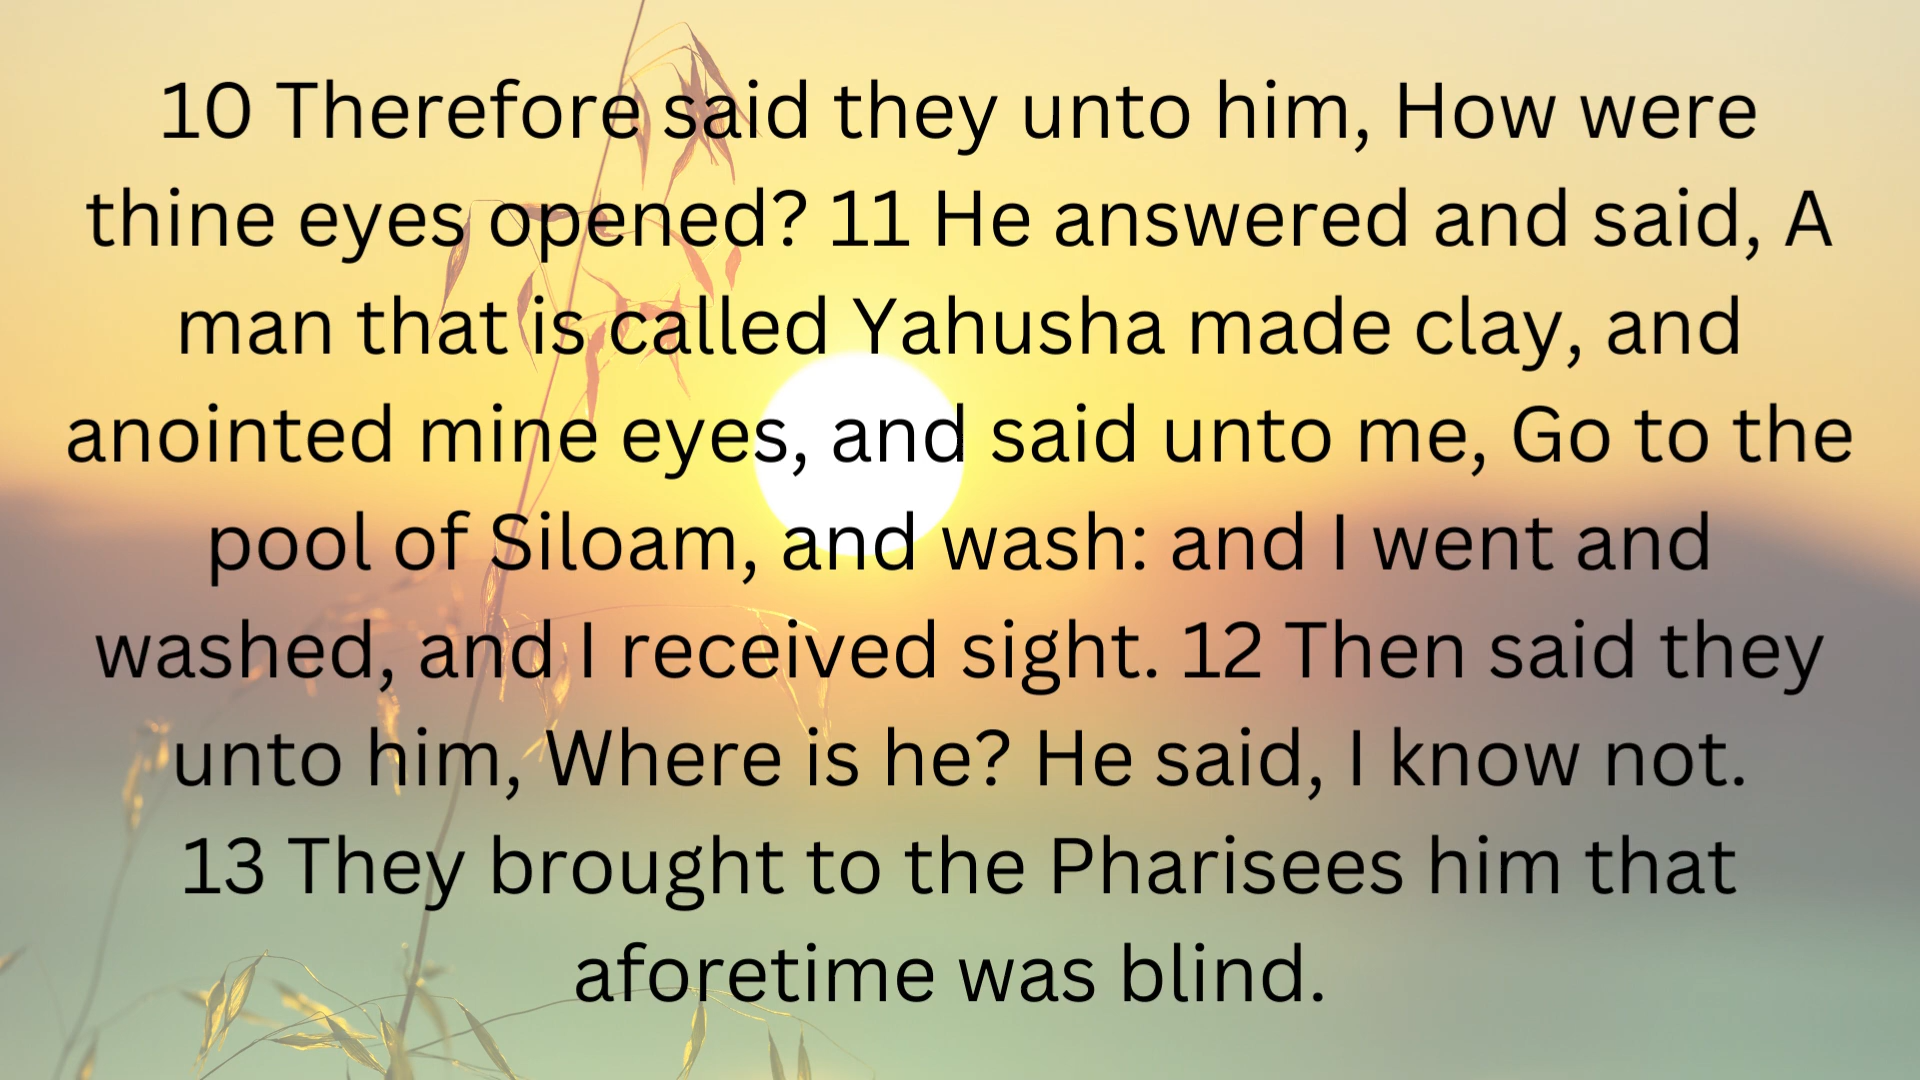 10 Therefore said they unto him, How were
thine eyes opened? 11 He answered and said, A
man that is called Yahusha made clay, and
anointed mine eyes, and said unto me, Go to the
pool of Siloam, and wash: and I went and
washed, and I received sight. 12 Then said they
unto him, Where is he? He said, I know not.
13 They brought to the Pharisees him that
aforetime was blind.